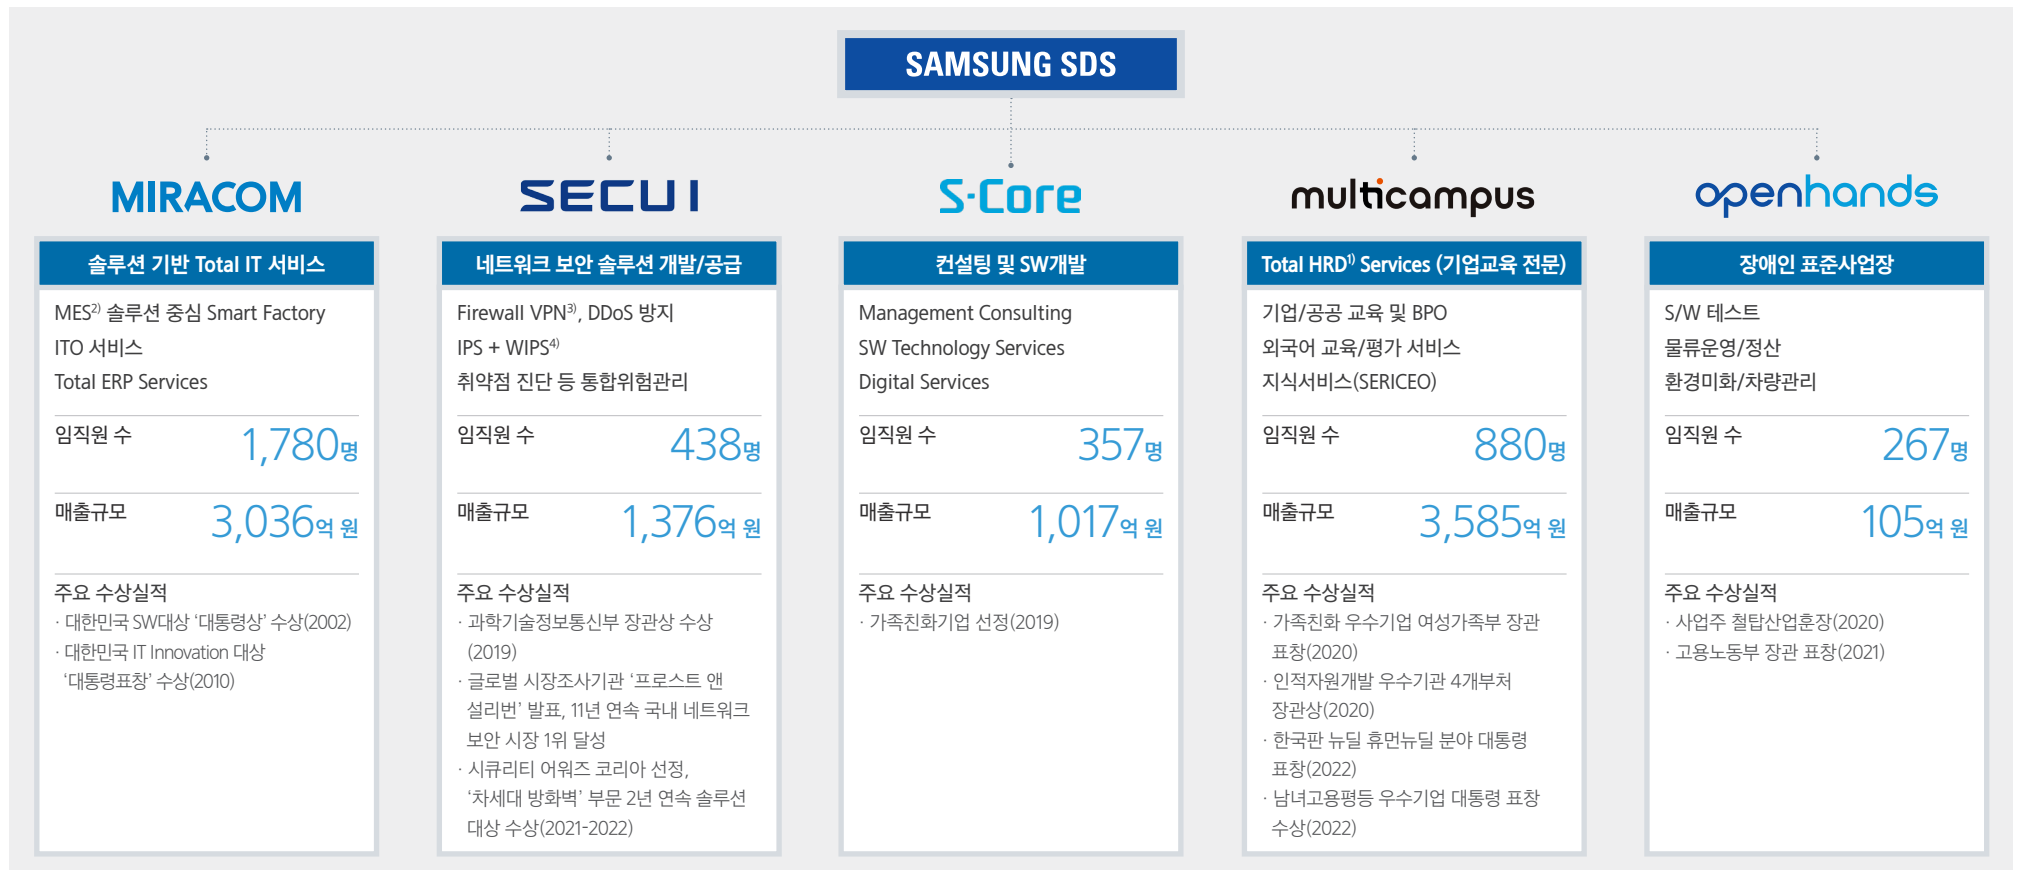 SAMSUNG SDS
MIRACOM
솔루션 기반 Total IT 서비스
MES2) 솔루션 중심 Smart Factory
ITO 서비스
Total ERP Services
임직원 수 1,780명
매출규모 3,036억 원
주요 수상실적
· 대한민국 SW대상 ‘대통령상’ 수상(2002)
· 대한민국 IT Innovation 대상
‘대통령표창’ 수상(2010)
SECUI
네트워크 보안 솔루션 개발/공급
Firewall VPN3), DDoS 방지
IPS + WIPS4)
취약점 진단 등 통합위험관리
임직원 수 438명
매출규모 1,376억 원
주요 수상실적
· 과학기술정보통신부 장관상 수상
(2019)
· 글로벌 시장조사기관 ‘프로스트 앤
설리번’ 발표, 11년 연속 국내 네트워크
보안 시장 1위 달성
· 시큐리티 어워즈 코리아 선정,
‘차세대 방화벽’ 부문 2년 연속 솔루션
대상 수상(2021-2022)
S-Core
컨설팅 및 SW개발
Management Consulting
SW Technology Services
Digital Services
임직원 수 357명
매출규모 1,017억 원
주요 수상실적
· 가족친화기업 선정(2019)
multicampus
Total HRD1) Services (기업교육 전문)
기업/공공 교육 및 BPO
외국어 교육/평가 서비스
지식서비스(SERICEO)
임직원 수 880명
매출규모 3,585억 원
주요 수상실적
· 가족친화 우수기업 여성가족부 장관
표창(2020)
· 인적자원개발 우수기관 4개부처
장관상(2020)
· 한국판 뉴딜 휴먼뉴딜 분야 대통령
표창(2022)
· 남녀고용평등 우수기업 대통령 표창
수상(2022)
openhands
장애인 표준사업장
S/W 테스트
물류운영/정산
환경미화/차량관리
임직원 수 267명
매출규모 105억 원
주요 수상실적
· 사업주 철탑산업훈장(2020)
· 고용노동부 장관 표창(2021)